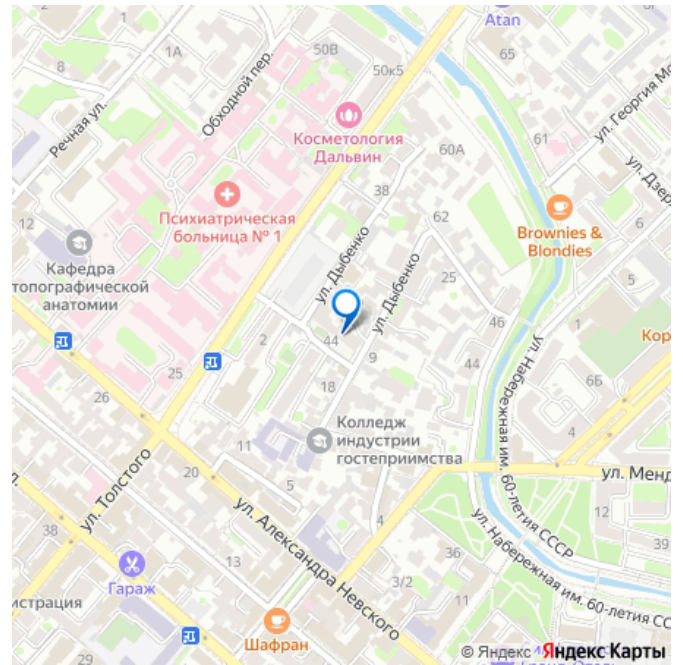 Atan
65
50В
50к5
1А
8
Обходной пер.
Речная ул.
Косметология
Дальвин
60А
61
ул. Георгия Мо
ул. Дзер
38
Психиатрическая
больница № 1
62
Brownies &
Blondies
12
Кафедра
топографической
анатомии
ул. Дыбенко
ул. Дыбенко
25
5
46
ул. Набережная им. 60-летия СССР
Кор
2
44
9
44
25
6Б
26
18
Колледж
индустрии
гостеприимства
11
4
20
ул. Менд
ул. Толстого
5
ул. Александра Невского
12
4
39
38
13
36
3/2
11
ул. Набережная им. 60-летия СС
Гараж
истрация
Шафран
© Яндекс Яндекс Карты